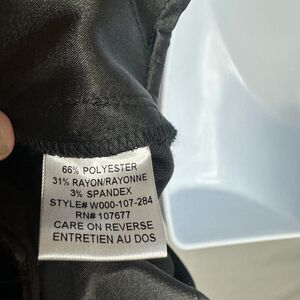 66% POLYESTER
31% RAYON/RAYONNE
3% SPANDEX
STYLE# W000-107-284
RN# 107677
CARE ON REVERSE
ENTRETIEN AU DOS